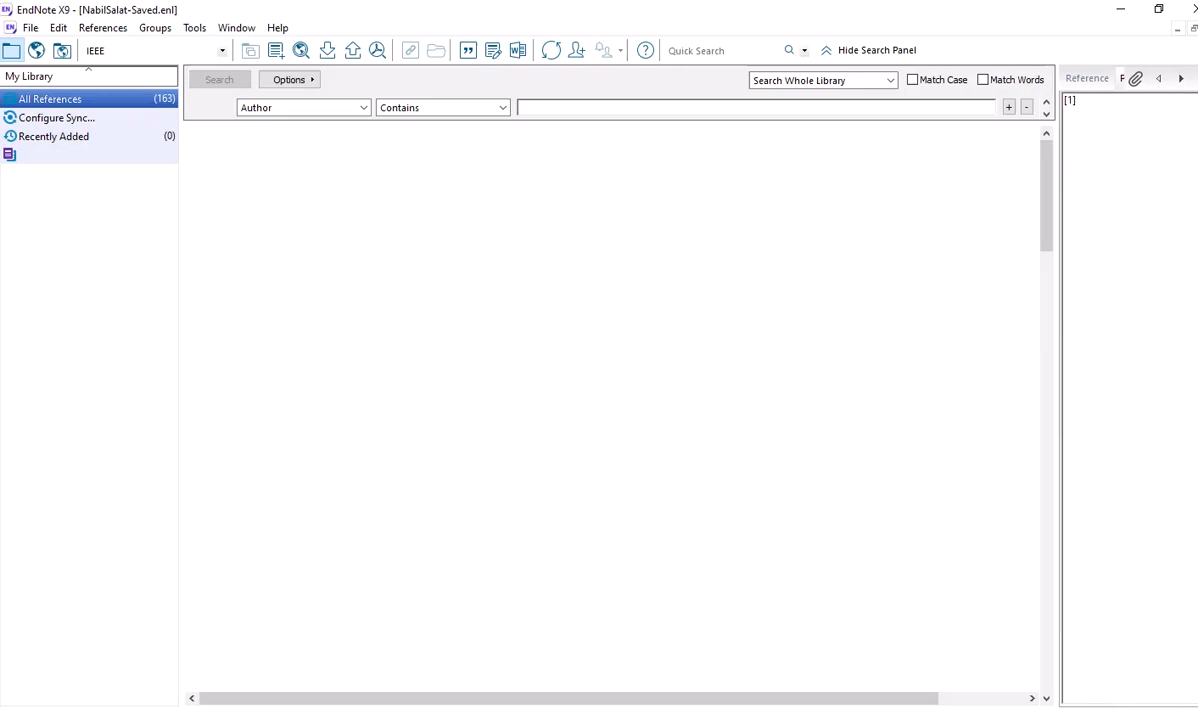 EndNote X9 - [NabilSalat-Saved.enl]
File Edit References Groups Tools Window Help
IEEE Quick Search Hide Search Panel
My Library
All References (163)
Configure Sync...
Recently Added (0)
Search Options Search Whole Library Match Case Match Words
Author Contains + -
Reference P
[1]